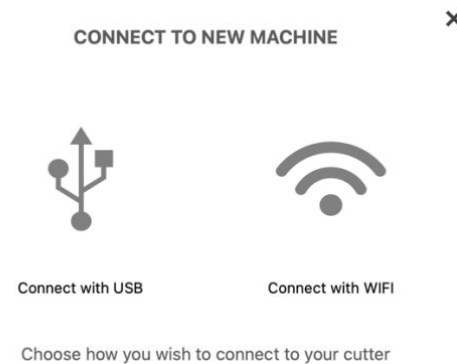 CONNECT TO NEW MACHINE
Connect with USB
Connect with WIFI
Choose how you wish to connect to your cutter